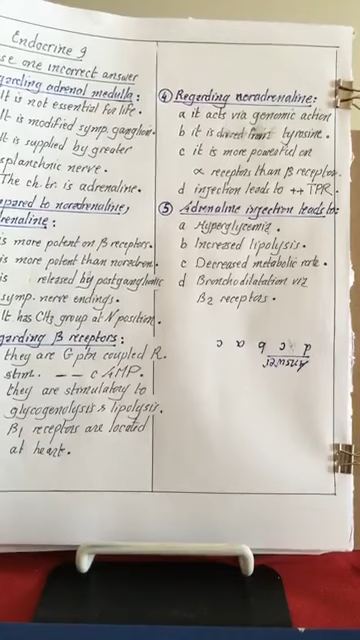 Endocrine 9
se one incorrect answer
garding adrenal medulla:
It is not essential for life.
It is modified symp. ganglion.
It is supplied by greater
splanchnic nerve.
The ch. tr. is adrenaline.
mpared to noradrenaline,
renaline:
is more potent on β receptors.
is more potent than noradren.
is released by postganglionic
symp. nerve endings.
It has CH3 group at N position.
garding β receptors:
they are G ptn coupled R.
stim. — — c AMP.
they are stimulatory to
glycogenolysis & lipolysis.
β1 receptors are located
at heart.
④ Regarding noradrenaline:
a it acts via genomic action
b it is derived from tyrosine.
c it is more powerful on
α receptors than β receptor.
d injection leads to ++ TPR.
⑤ Adrenaline injection leads to:
a Hyperglycemia.
b Increased lipolysis.
c Decreased metabolic rate.
d Bronchodilatation via
β2 receptors.
Answer
d c b a c